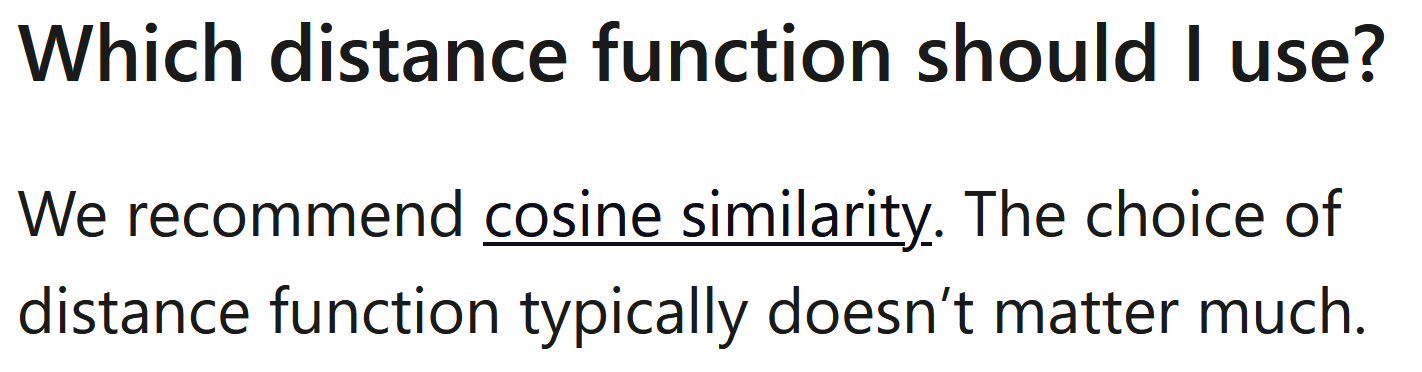 Which distance function should I use?
We recommend cosine similarity. The choice of
distance function typically doesn’t matter much.